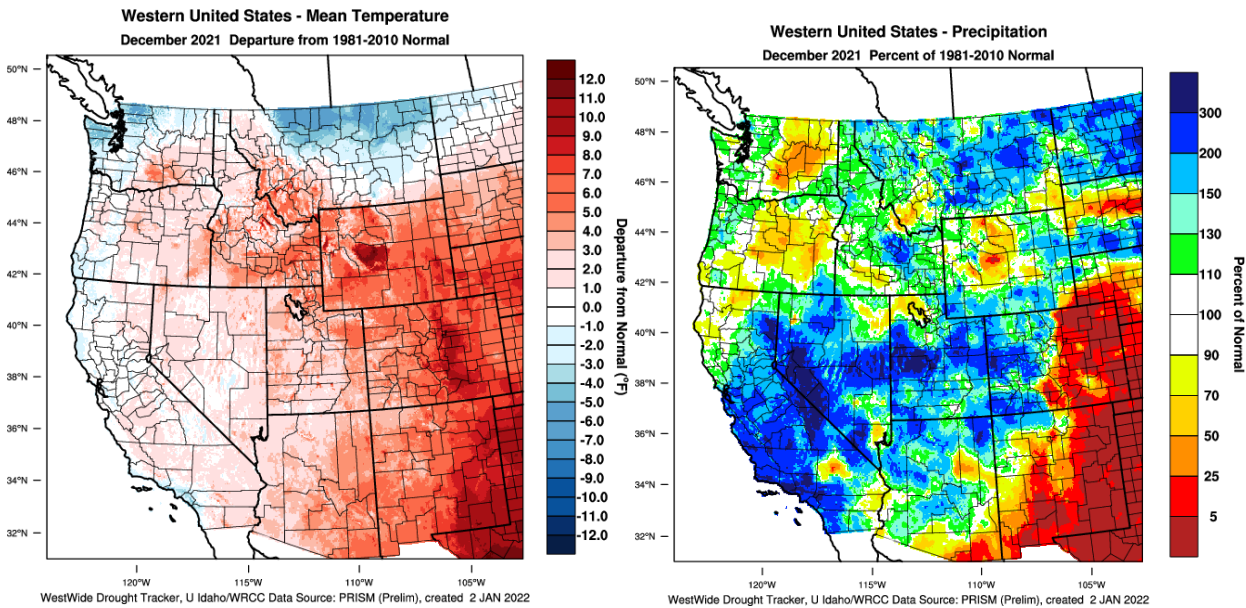 Western United States - Mean Temperature
December 2021 Departure from 1981-2010 Normal
50°N
48°N
46°N
44°N
42°N
40°N
38°N
36°N
34°N
32°N
120°W
115°W
110°W
105°W
12.0
10.0
9.0
8.0
7.0
6.0
5.0
4.0
3.0
2.0
1.0
0.0
-1.0
-2.0
-3.0
-4.0
-5.0
-6.0
-7.0
-8.0
-9.0
-10.0
-11.0
-12.0
Departure from Normal (°F)
WestWide Drought Tracker, U Idaho/WRCC Data Source: PRISM (Prelim), created 2 JAN 2022
Western United States - Precipitation
December 2021 Percent of 1981-2010 Normal
50°N
48°N
46°N
44°N
42°N
40°N
38°N
36°N
34°N
32°N
120°W
115°W
110°W
105°W
300
200
150
130
110
100
90
70
50
25
5
Percent of Normal
WestWide Drought Tracker, U Idaho/WRCC Data Source: PRISM (Prelim), created 2 JAN 2022